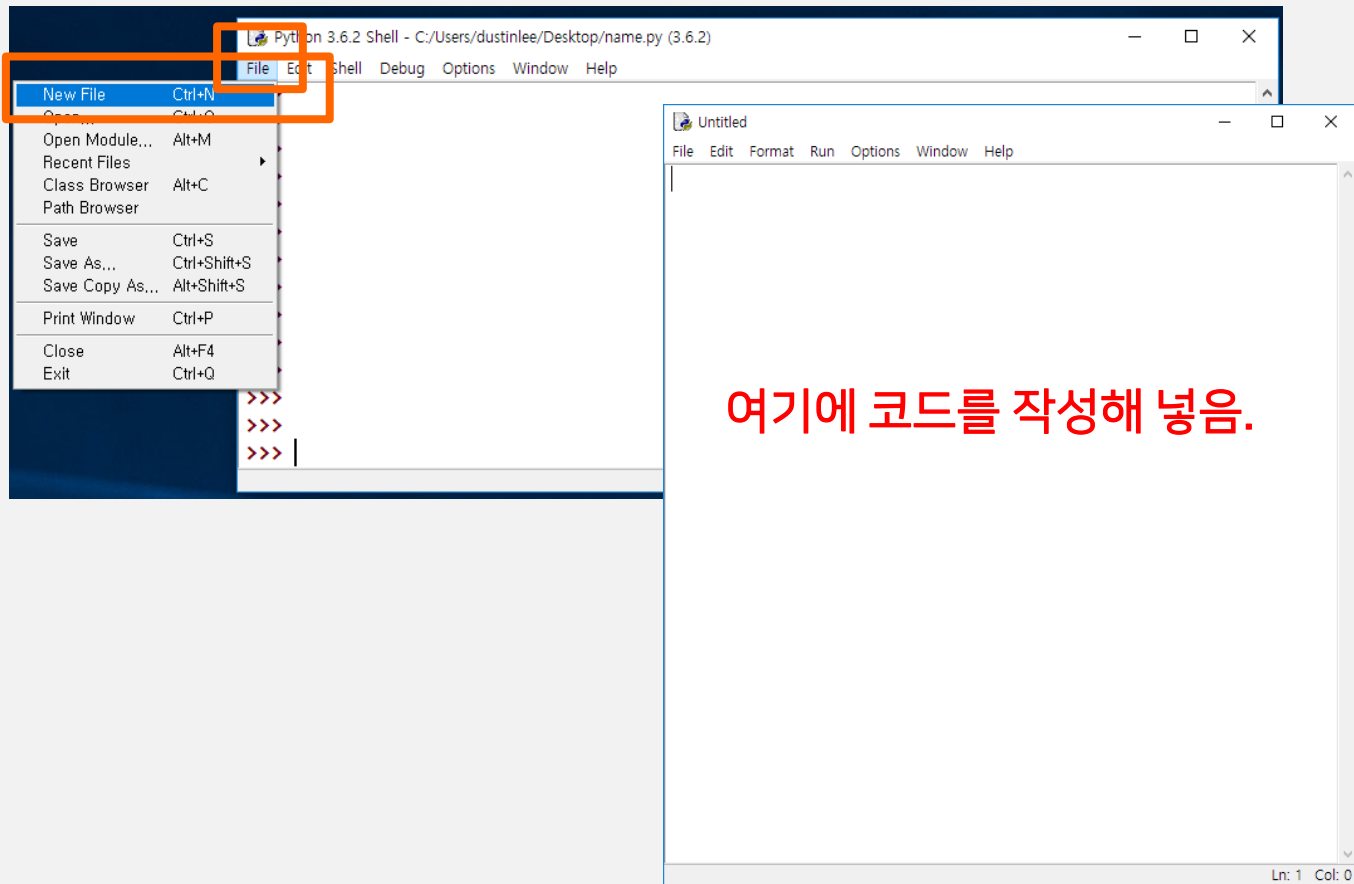 Python 3.6.2 Shell - C:/Users/dustinlee/Desktop/name.py (3.6.2)
File Edit Shell Debug Options Window Help
New File Ctrl+N
Open... Ctrl+O
Open Module... Alt+M
Recent Files
Class Browser Alt+C
Path Browser
Save Ctrl+S
Save As... Ctrl+Shift+S
Save Copy As... Alt+Shift+S
Print Window Ctrl+P
Close Alt+F4
Exit Ctrl+Q
>>>
>>>
>>>
Untitled
File Edit Format Run Options Window Help
여기에 코드를 작성해 넣음.
Ln: 1 Col: 0